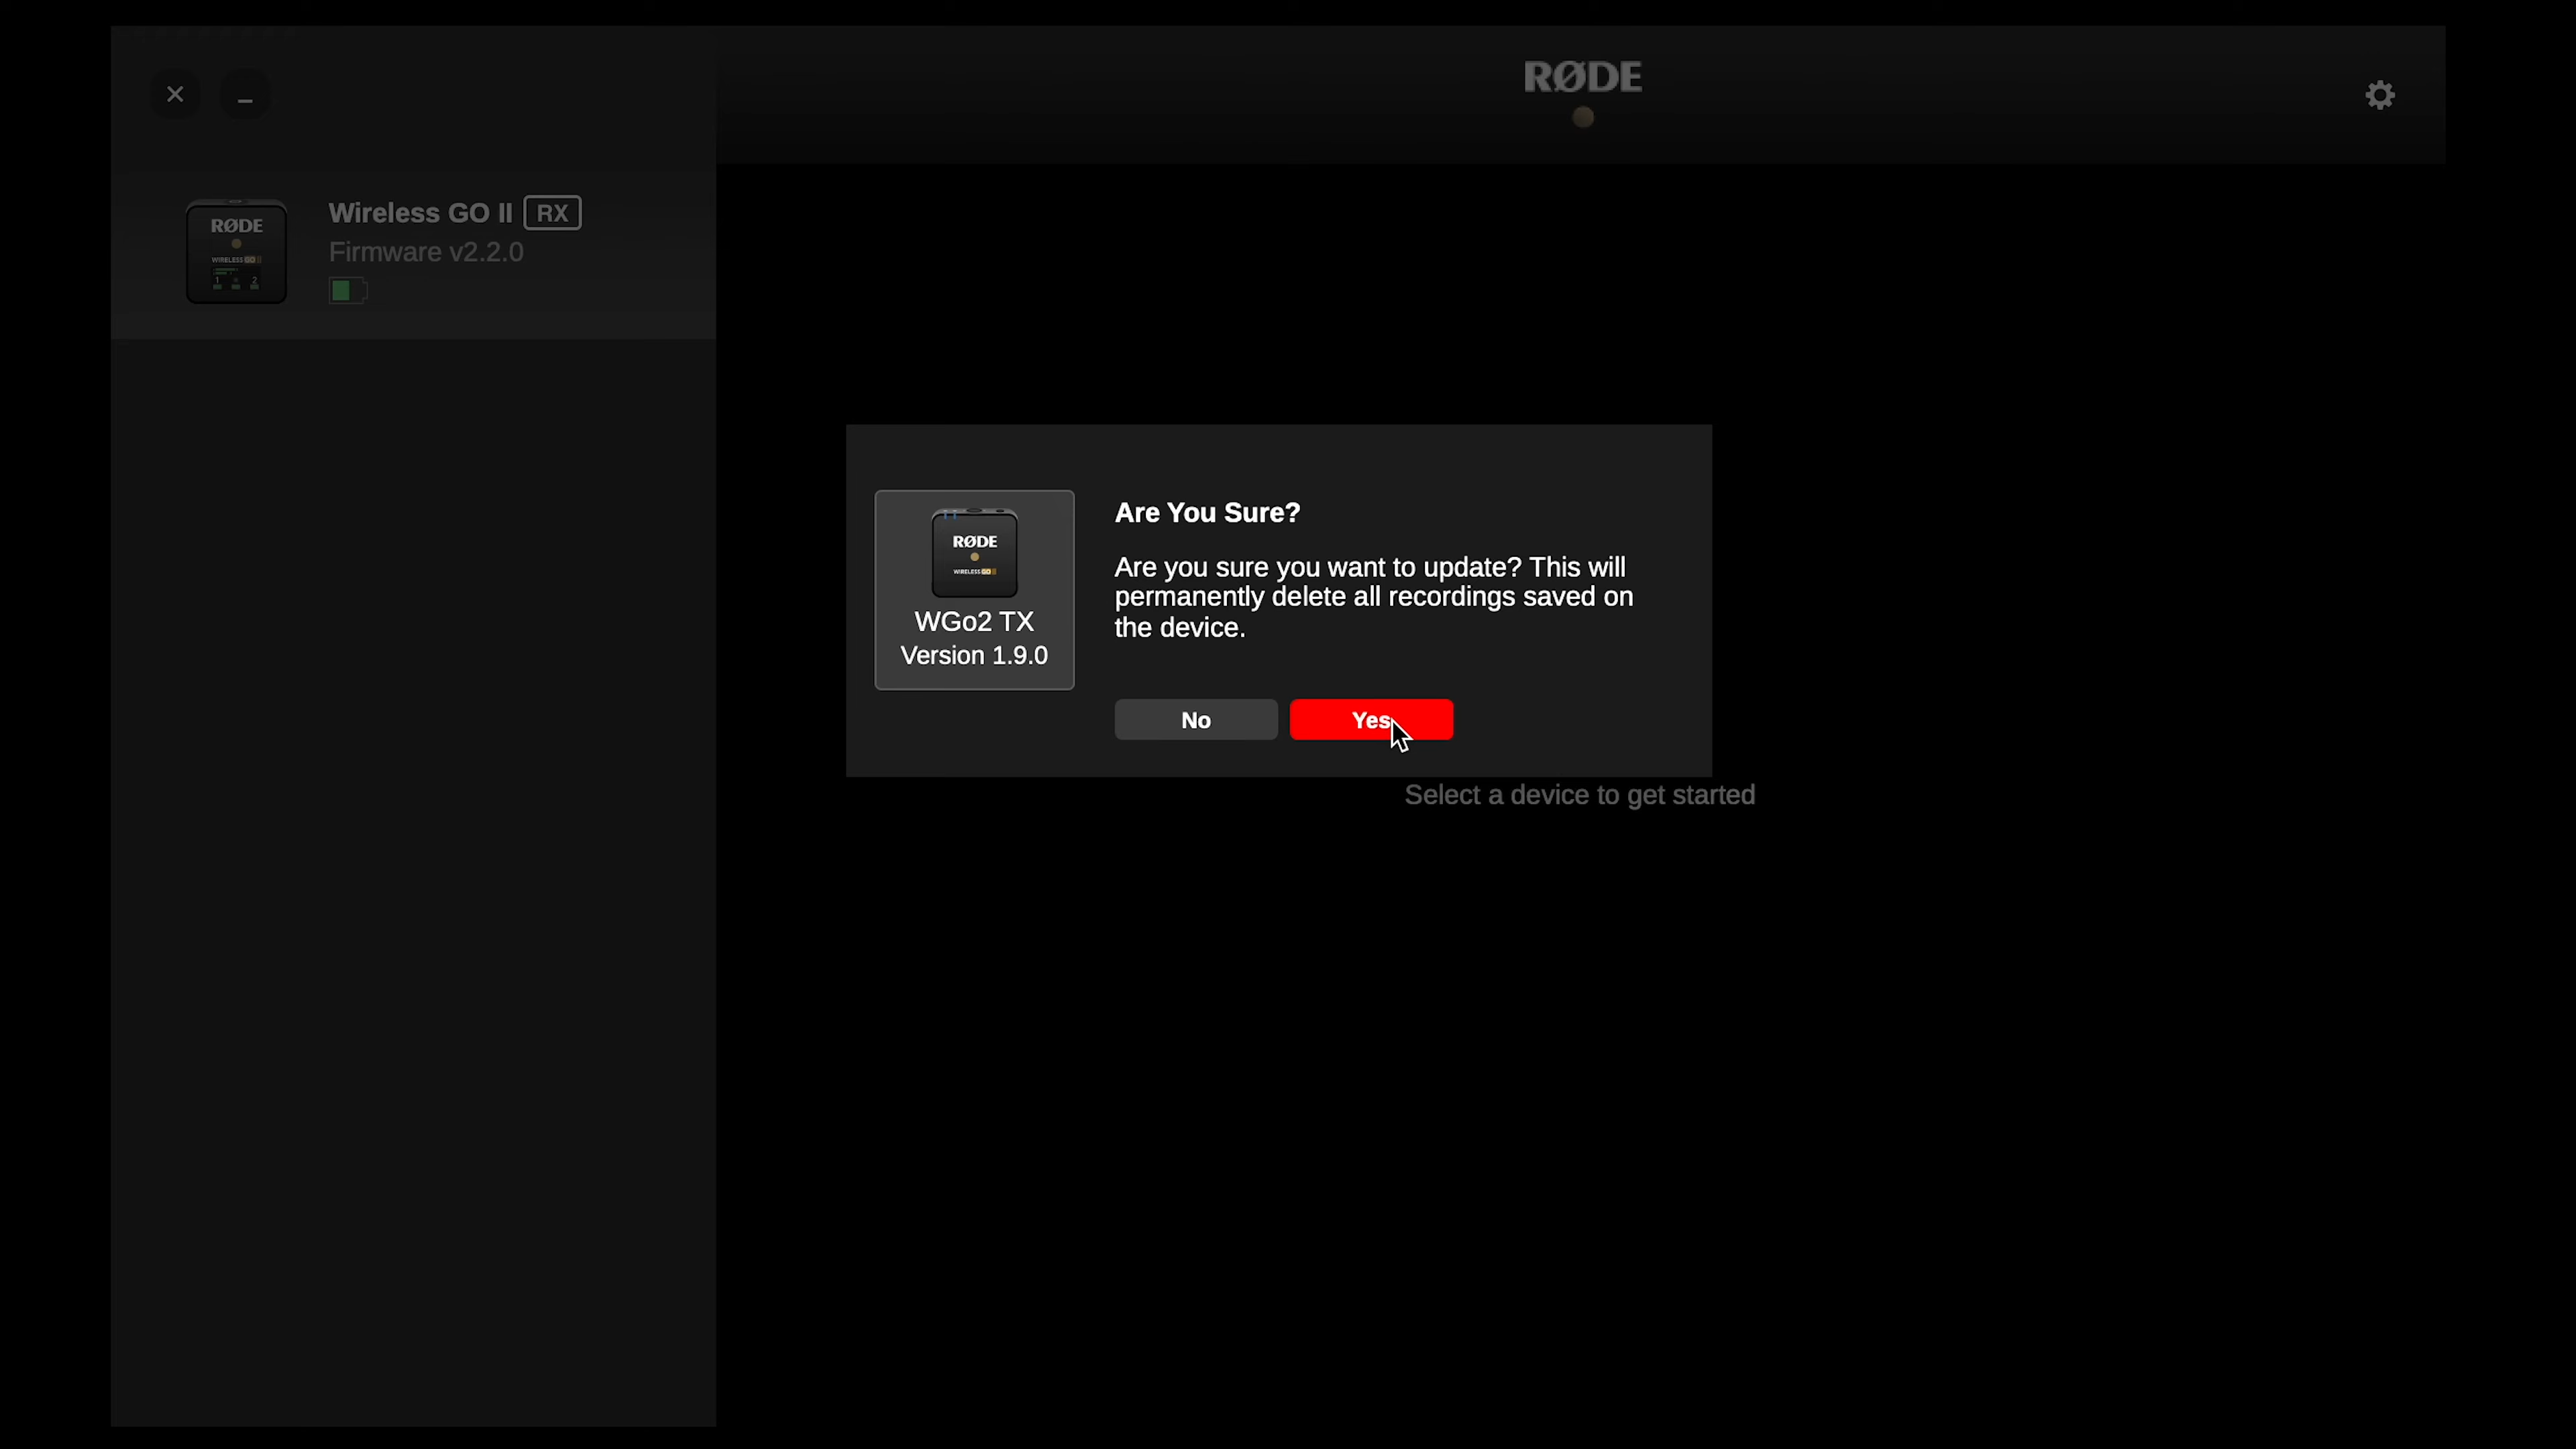 RØDE
Wireless GO II RX
Firmware v2.2.0
RØDE
WIRELESS GO II
1 2
Are You Sure?
Are you sure you want to update? This will
permanently delete all recordings saved on
the device.
RØDE
WIRELESS GO II
WGo2 TX
Version 1.9.0
No
Yes
Select a device to get started